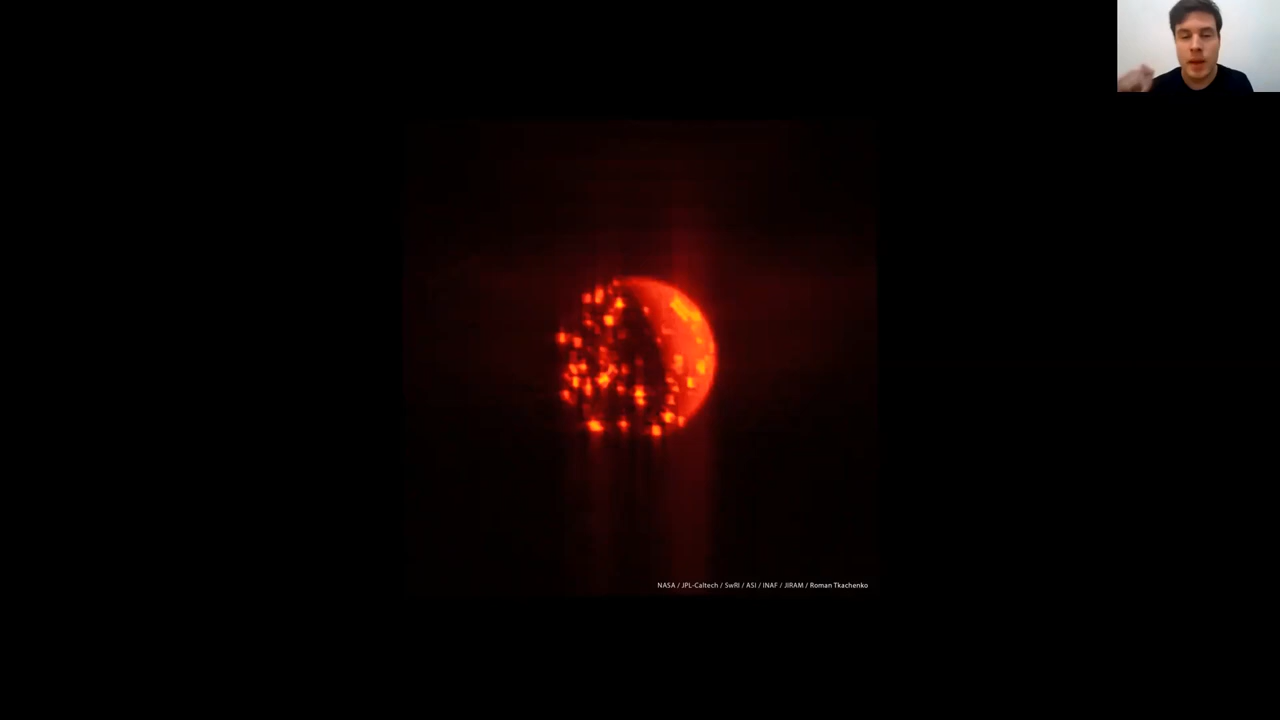 NASA / JPL-Caltech / SwRI / ASI / INAF / JIRAM / Roman Tkachenko